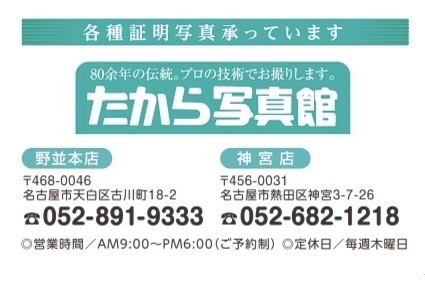 各種証明写真承っています
80余年の伝統。プロの技術でお撮りします。
たから写真館
野並本店
〒468-0046
名古屋市天白区古川町18-2
☎052-891-9333
神宮店
〒456-0031
名古屋市熱田区神宮3-7-26
☎052-682-1218
◎営業時間／AM9:00〜PM6:00(ご予約制) ◎定休日／毎週木曜日